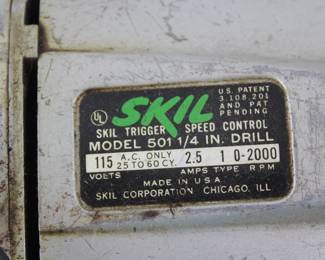 U.S. PATENT
3.108.201
AND PAT.
PENDING
UL
SKIL
SKIL TRIGGER SPEED CONTROL
MODEL 501 1/4 IN. DRILL
115 A.C. ONLY 25 TO 60 CY. 2.5 1 0-2000
VOLTS AMPS TYPE RPM
MADE IN U.S.A.
SKIL CORPORATION CHICAGO, ILL